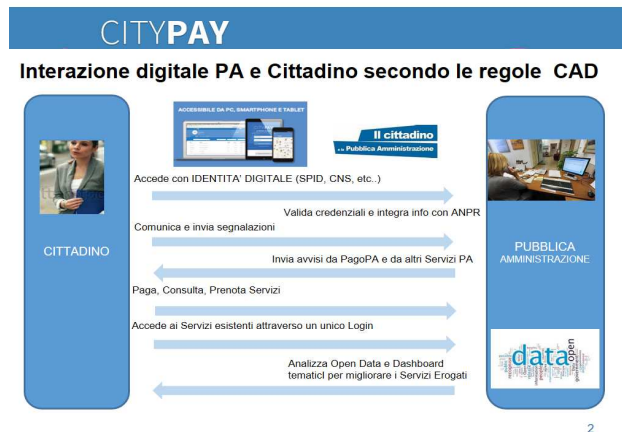 CITYPAY
Interazione digitale PA e Cittadino secondo le regole CAD
ACCESSIBILE DA PC, SMARTPHONE E TABLET
Il cittadino
e la Pubblica Amministrazione
Accede con IDENTITA' DIGITALE (SPID, CNS, etc..)
Valida credenziali e integra info con ANPR
Comunica e invia segnalazioni
CITTADINO
PUBBLICA
AMMINISTRAZIONE
Invia avvisi da PagoPA e da altri Servizi PA
Paga, Consulta, Prenota Servizi
Accede ai Servizi esistenti attraverso un unico Login
Analizza Open Data e Dashboard
tematicI per migliorare i Servizi Erogati
data open
2